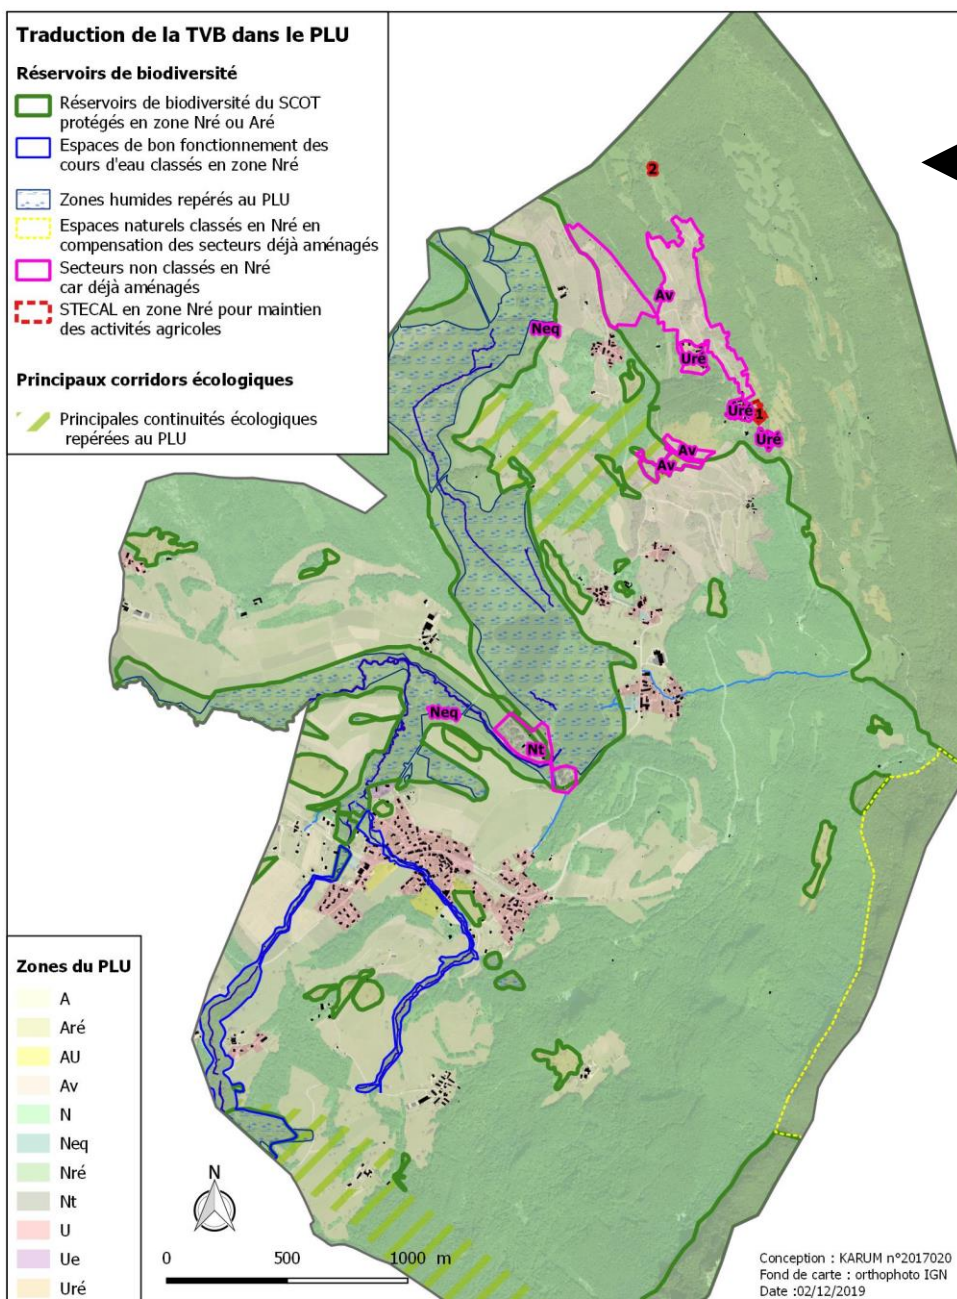 Traduction de la TVB dans le PLU
Réservoirs de biodiversité
Réservoirs de biodiversité du SCOT
protégés en zone Nré ou Aré
Espaces de bon fonctionnement des
cours d'eau classés en zone Nré
Zones humides repérés au PLU
Espaces naturels classés en Nré en
compensation des secteurs déjà aménagés
Secteurs non classés en Nré
car déjà aménagés
STECAL en zone Nré pour maintien
des activités agricoles
Principaux corridors écologiques
Principales continuités écologiques
repérées au PLU
2
Av
Neq
Uré
Uré
1
Uré
Av
Av
Neq
Nt
Zones du PLU
A
Aré
AU
Av
N
Neq
Nré
Nt
U
Ue
Uré
N
0 500 1000 m
Conception : KARUM n°2017020
Fond de carte : orthophoto IGN
Date :02/12/2019